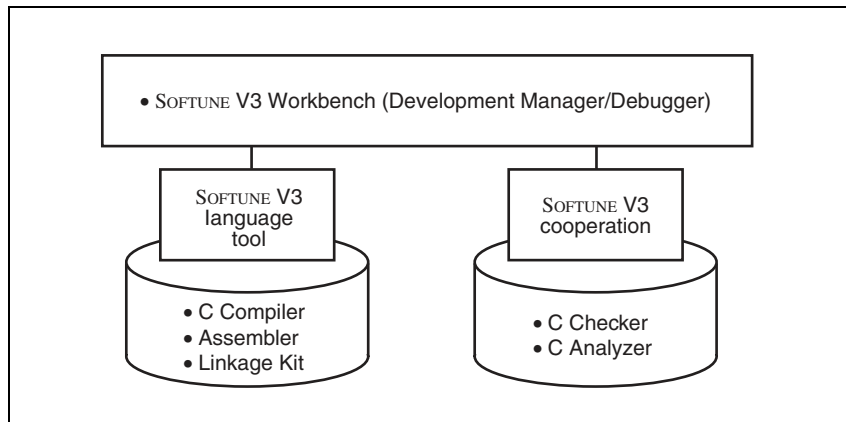 • SOFTUNE V3 Workbench (Development Manager/Debugger)
SOFTUNE V3
language
tool
• C Compiler
• Assembler
• Linkage Kit
SOFTUNE V3
cooperation
• C Checker
• C Analyzer